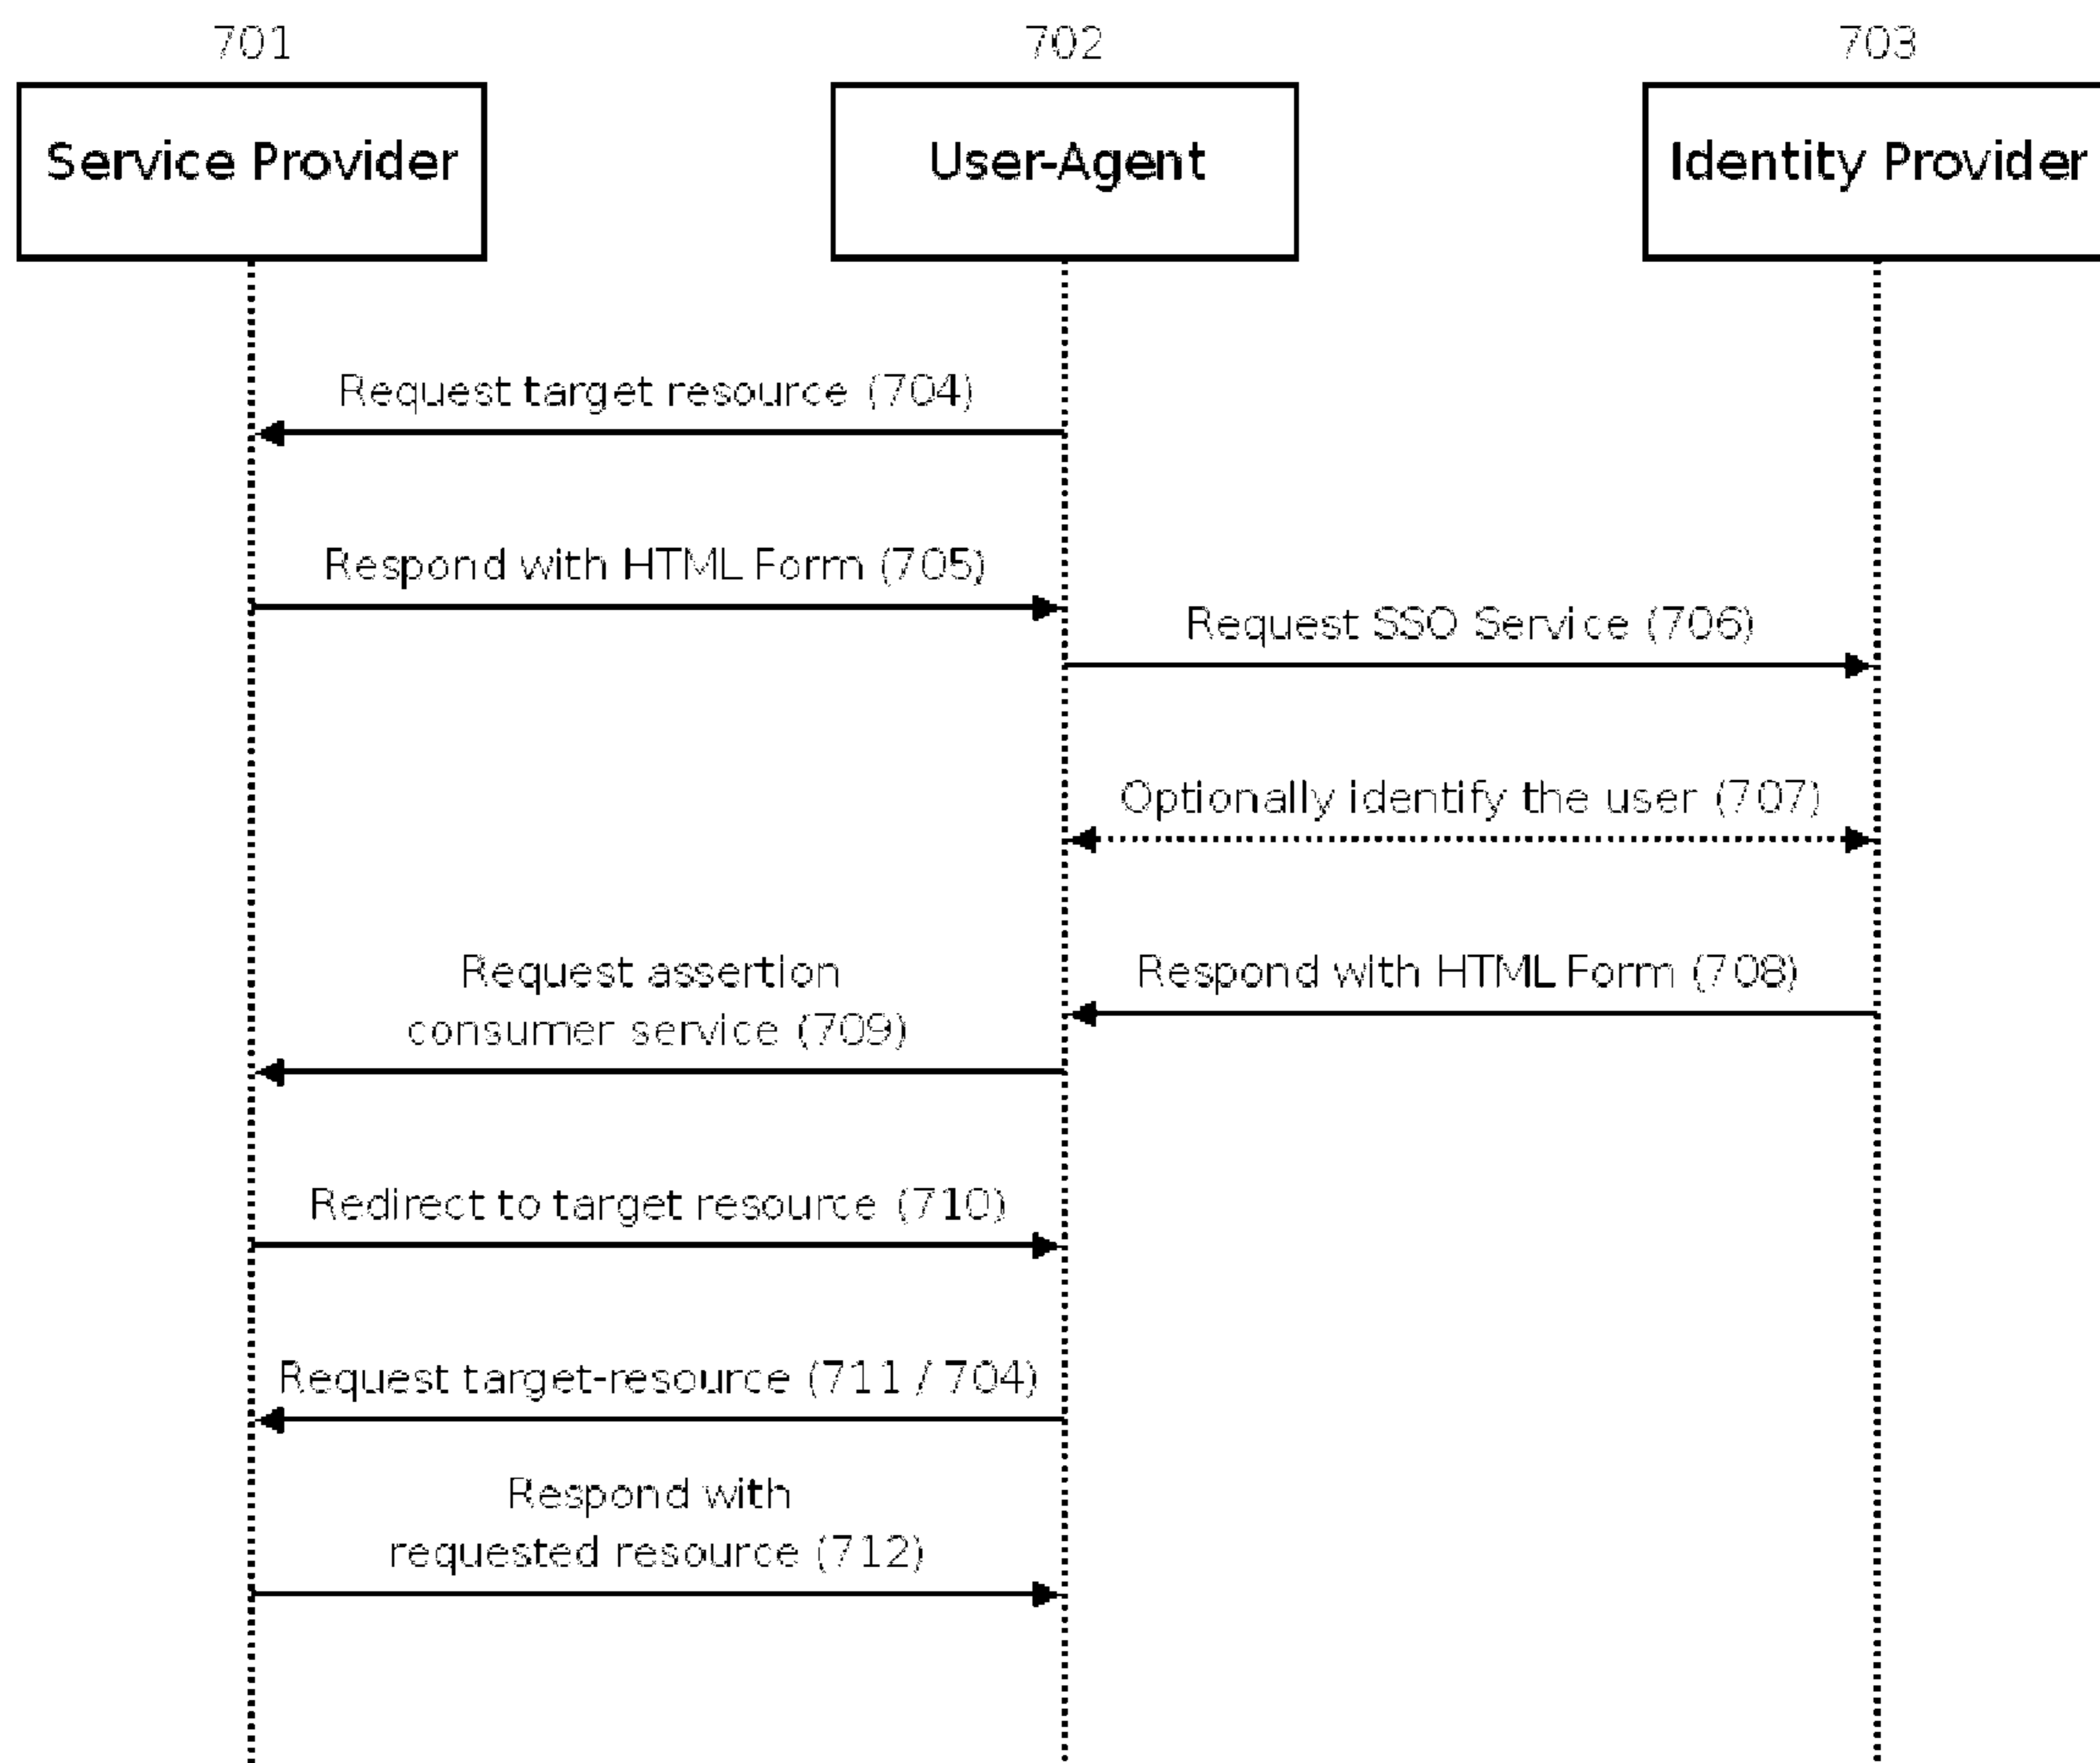 701
702
703
Service Provider
User-Agent
Identity Provider
Request target resource (704)
Respond with HTML Form (705)
Request SSO Service (706)
Optionally identify the user (707)
Request assertion
consumer service (709)
Respond with HTML Form (708)
Redirect to target resource (710)
Request target-resource (711 / 704)
Respond with
requested resource (712)